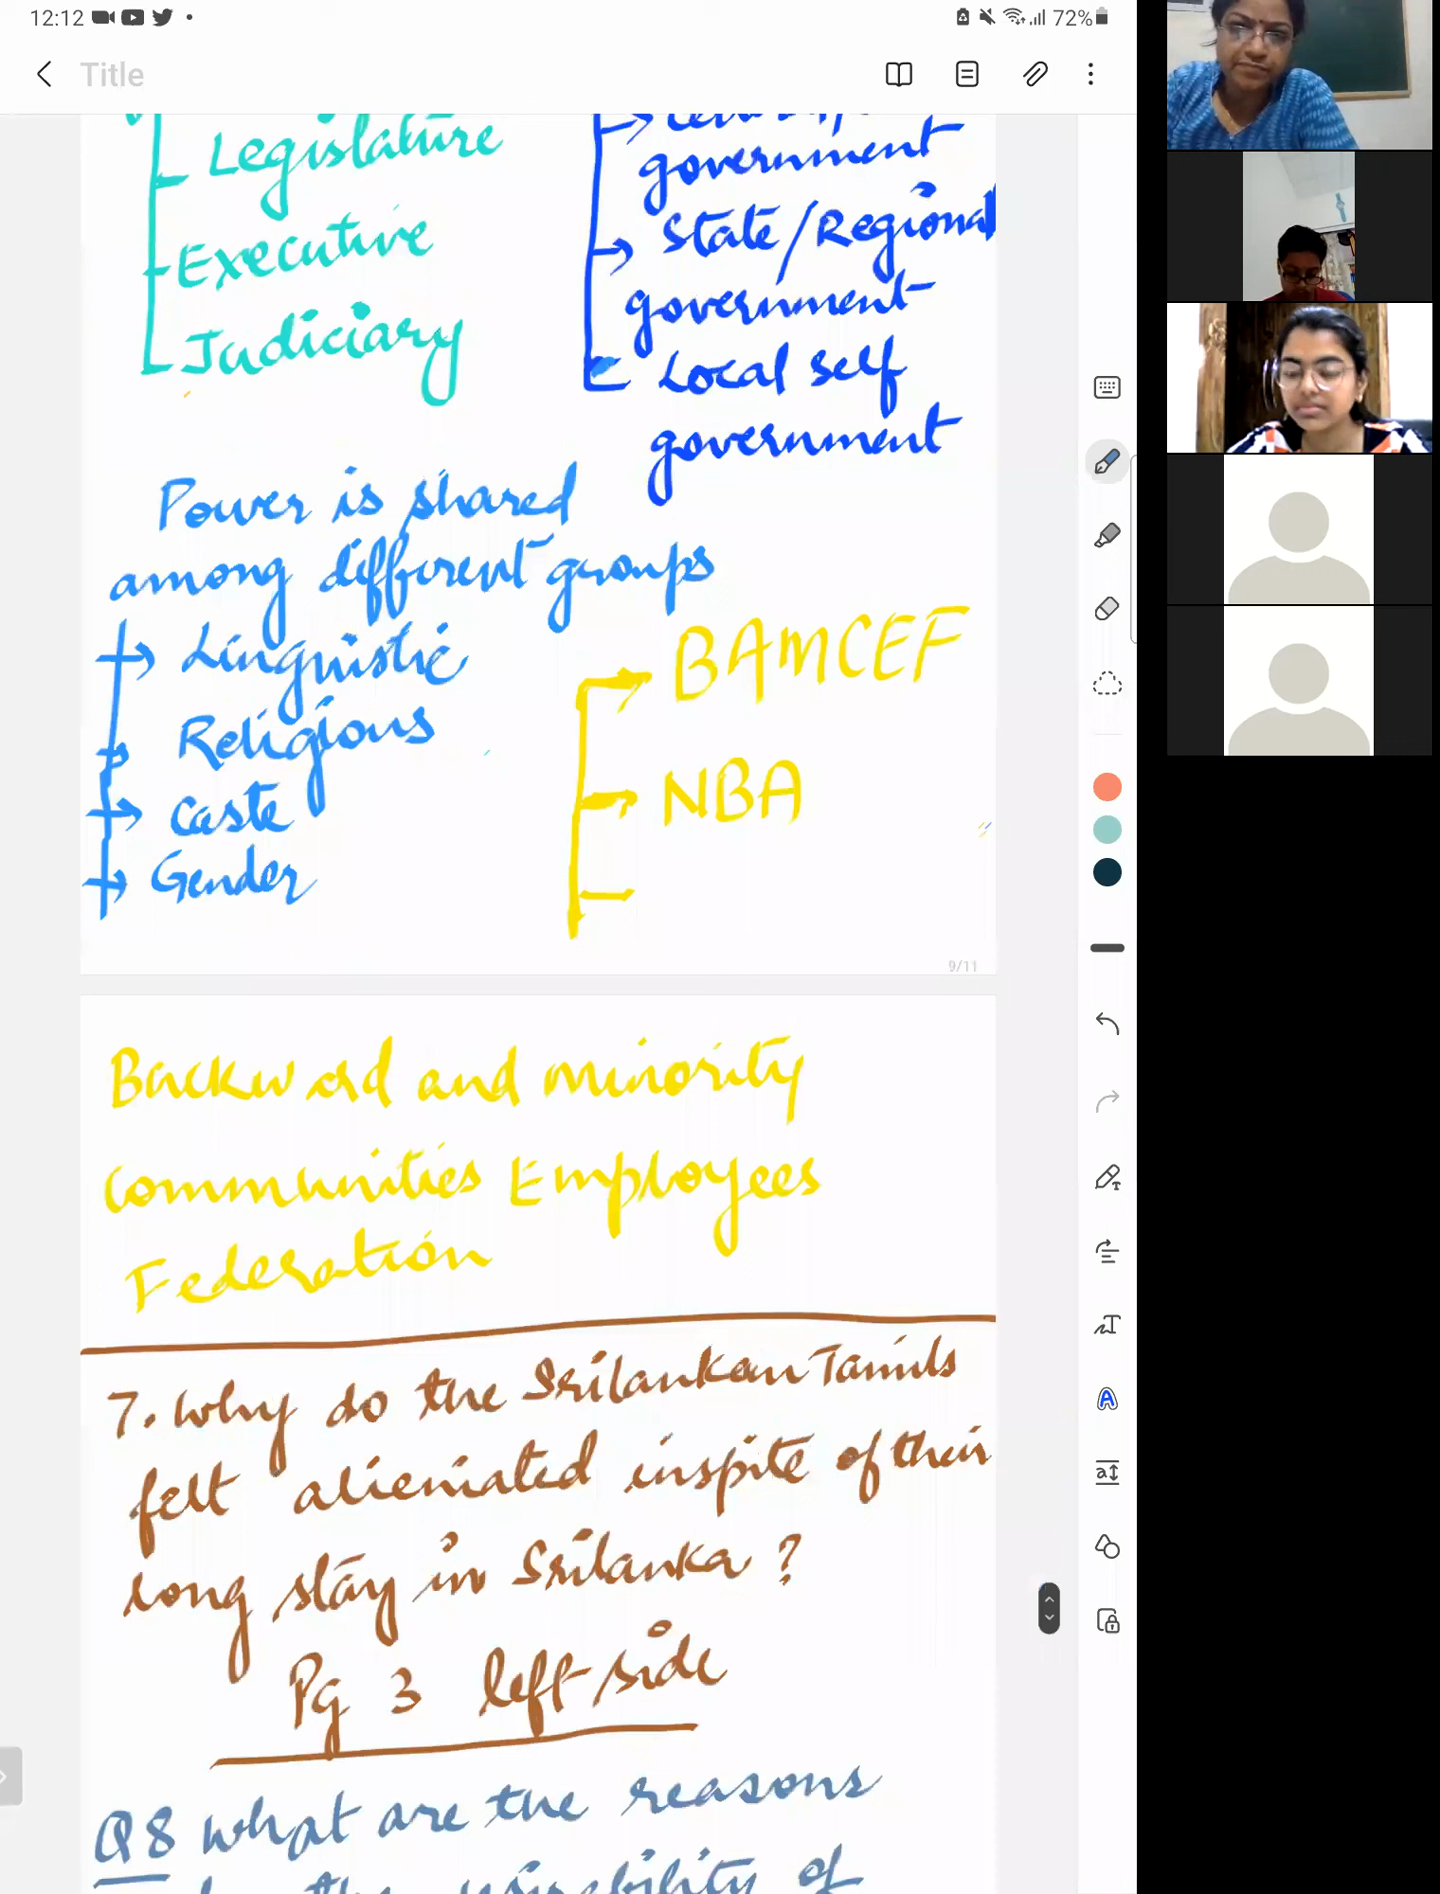 12:12
72%
Title
Legislature
Executive
Judiciary
government
State/Regional
government
Local self
government
Power is shared
among different groups
Linguistic
Religious
Caste
Gender
BAMCEF
NBA
9/11
Backward and minority
Communities Employees
Federation
7. Why do the Srilankan Tamils
felt alieniated inspite of their
long stay in Srilanka ?
Pg 3 left side
Q8 What are the reasons
the of